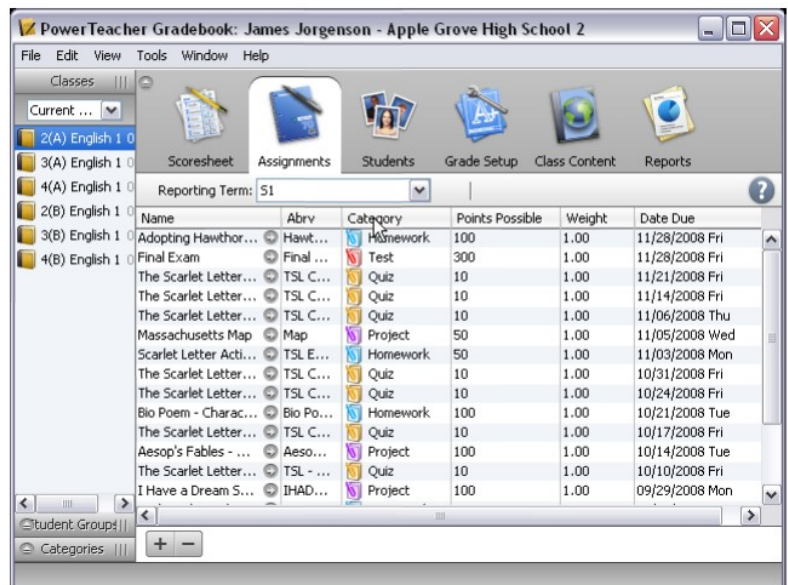 PowerTeacher Gradebook: James Jorgenson - Apple Grove High School 2
File Edit View Tools Window Help
Classes
Current ...
2(A) English 1 0
3(A) English 1 0
4(A) English 1 0
2(B) English 1 0
3(B) English 1 0
4(B) English 1 0
Scoresheet Assignments Students Grade Setup Class Content Reports
Reporting Term: S1
Name Abrv Category Points Possible Weight Date Due
Adopting Hawthor... Hawt... Homework 100 1.00 11/28/2008 Fri
Final Exam Final ... Test 300 1.00 11/28/2008 Fri
The Scarlet Letter... TSL C... Quiz 10 1.00 11/21/2008 Fri
The Scarlet Letter... TSL C... Quiz 10 1.00 11/14/2008 Fri
The Scarlet Letter... TSL C... Quiz 10 1.00 11/06/2008 Thu
Massachusetts Map Map Project 50 1.00 11/05/2008 Wed
Scarlet Letter Acti... TSL E... Homework 50 1.00 11/03/2008 Mon
The Scarlet Letter... TSL C... Quiz 10 1.00 10/31/2008 Fri
The Scarlet Letter... TSL C... Quiz 10 1.00 10/24/2008 Fri
Bio Poem - Charac... Bio Po... Homework 100 1.00 10/21/2008 Tue
The Scarlet Letter... TSL C... Quiz 10 1.00 10/17/2008 Fri
Aesop's Fables - ... Aeso... Project 100 1.00 10/14/2008 Tue
The Scarlet Letter... TSL - ... Quiz 10 1.00 10/10/2008 Fri
I Have a Dream S... IHAD... Project 100 1.00 09/29/2008 Mon
Student Groups
Categories